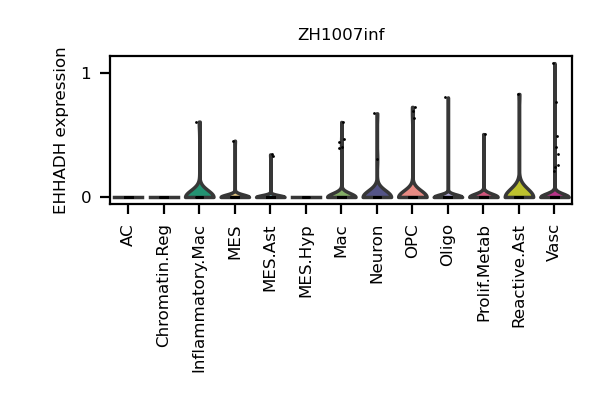 ZH1007inf
EHHADH expression
1
0
AC
Chromatin.Reg
Inflammatory.Mac
MES
MES.Ast
MES.Hyp
Mac
Neuron
OPC
Oligo
Prolif.Metab
Reactive.Ast
Vasc